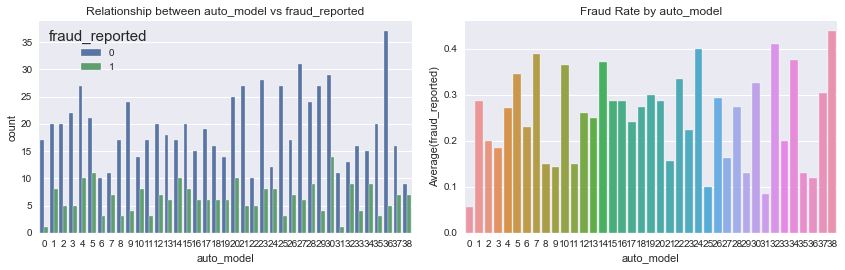 Relationship between auto_model vs fraud_reported
fraud_reported
0
1
35
30
25
20
15
10
5
0
count
0 1 2 3 4 5 6 7 8 9 10 11 12 13 14 15 16 17 18 19 20 21 22 23 24 25 26 27 28 29 30 31 32 33 34 35 36 37 38
auto_model
Fraud Rate by auto_model
0.4
0.3
0.2
0.1
0.0
Average(fraud_reported)
0 1 2 3 4 5 6 7 8 9 10 11 12 13 14 15 16 17 18 19 20 21 22 23 24 25 26 27 28 29 30 31 32 33 34 35 36 37 38
auto_model